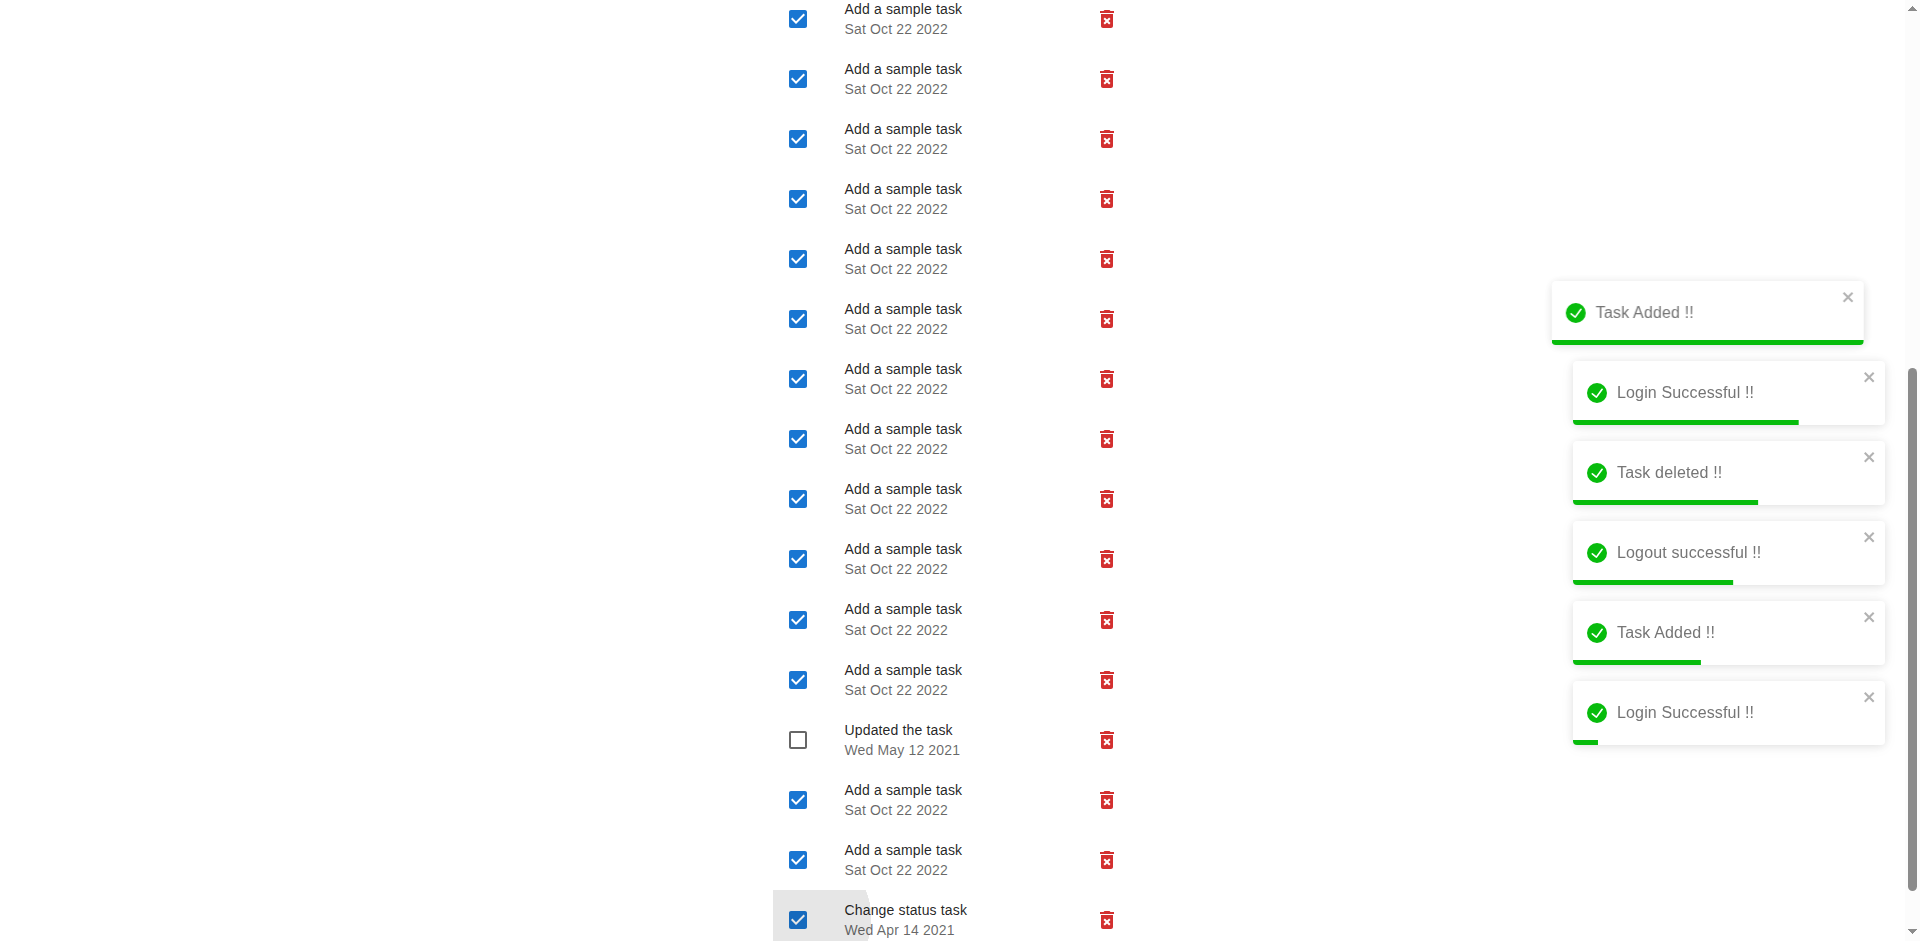 Add a sample task
Sat Oct 22 2022
Add a sample task
Sat Oct 22 2022
Add a sample task
Sat Oct 22 2022
Add a sample task
Sat Oct 22 2022
Add a sample task
Sat Oct 22 2022
Add a sample task
Sat Oct 22 2022
Add a sample task
Sat Oct 22 2022
Add a sample task
Sat Oct 22 2022
Add a sample task
Sat Oct 22 2022
Add a sample task
Sat Oct 22 2022
Add a sample task
Sat Oct 22 2022
Add a sample task
Sat Oct 22 2022
Updated the task
Wed May 12 2021
Add a sample task
Sat Oct 22 2022
Add a sample task
Sat Oct 22 2022
Change status task
Wed Apr 14 2021
Task Added !!
Login Successful !!
Task deleted !!
Logout successful !!
Task Added !!
Login Successful !!